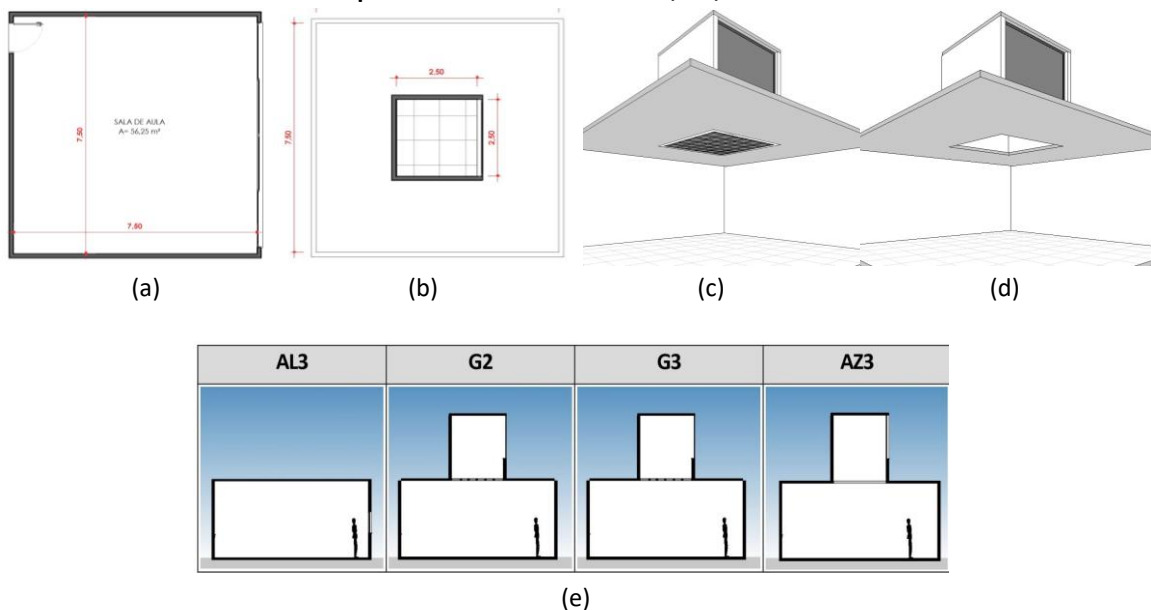 2,50
7,50
SALA DE AULA
A= 56,25 m²
7,50
2,50
7,50
(a)
(b)
(c)
(d)
AL3
G2
G3
AZ3
(e)